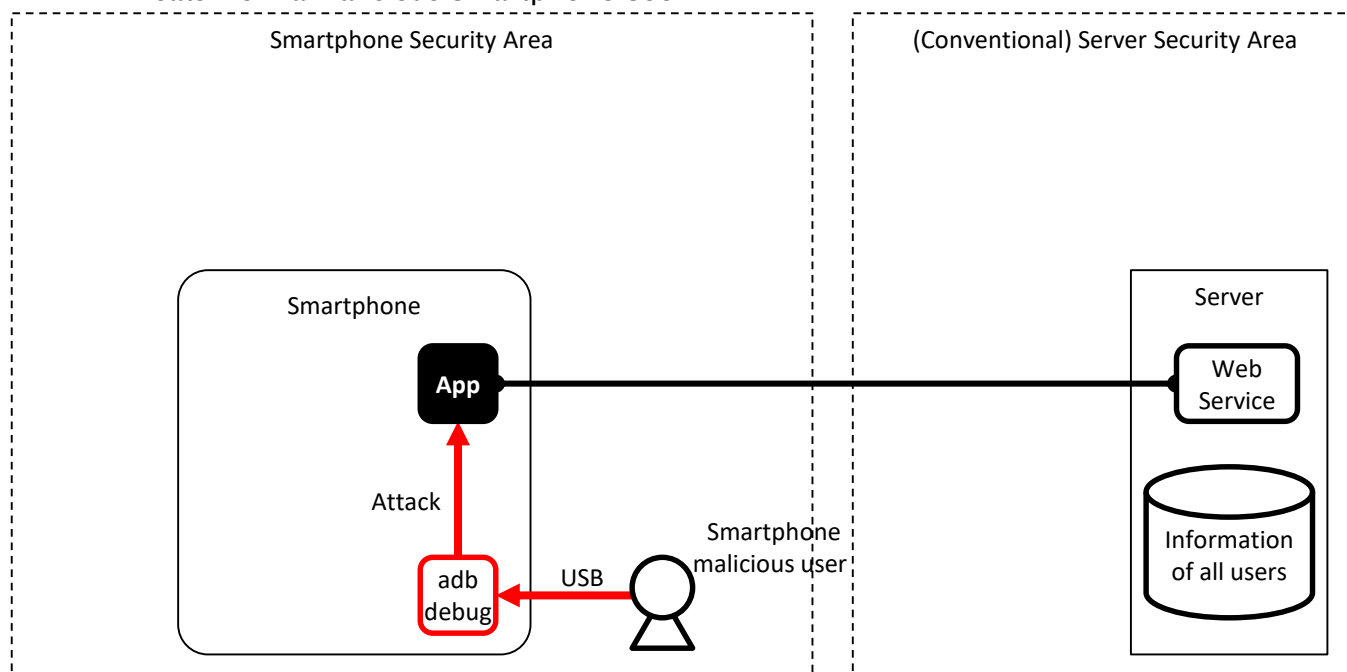 Smartphone Security Area
(Conventional) Server Security Area
Smartphone
Server
App
Web
Service
Attack
Smartphone
malicious user
USB
adb
debug
Information
of all users